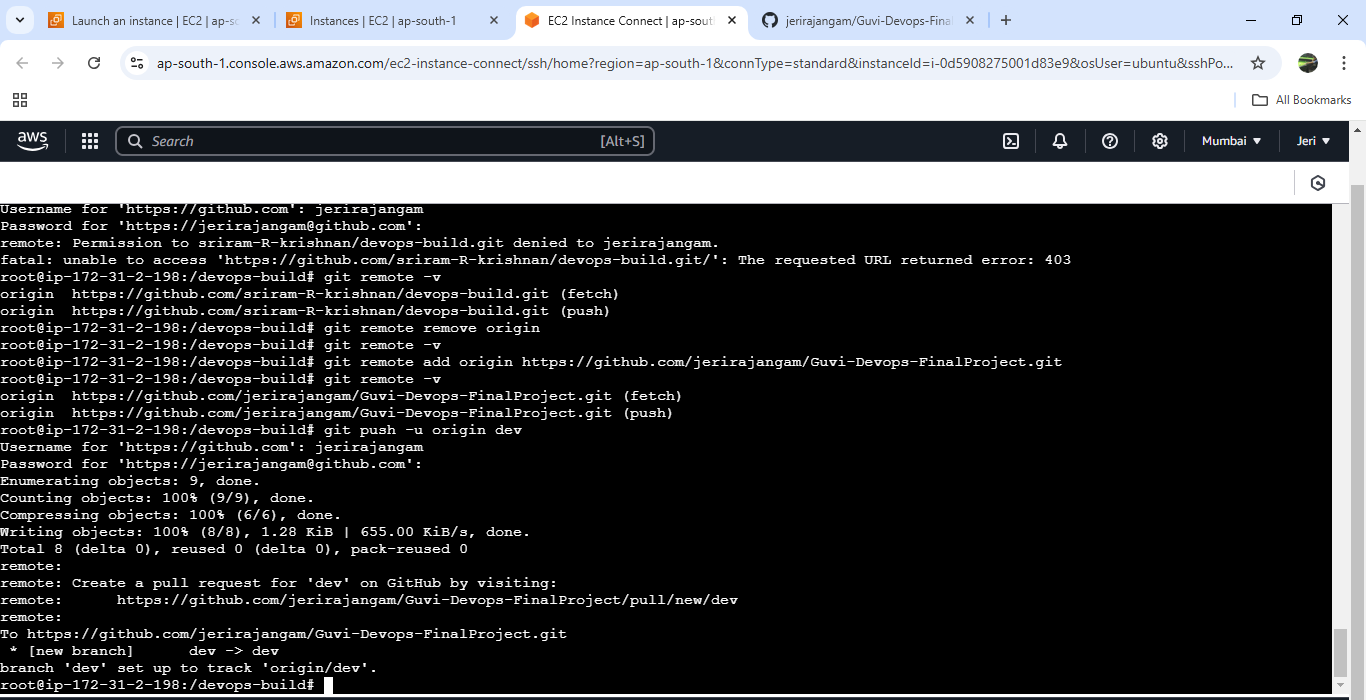 Launch an instance | EC2 | ap-so
Instances | EC2 | ap-south-1
EC2 Instance Connect | ap-sout
jerirajangam/Guvi-Devops-Final
ap-south-1.console.aws.amazon.com/ec2-instance-connect/ssh/home?region=ap-south-1&connType=standard&instanceId=i-0d5908275001d83e9&osUser=ubuntu&sshPo...
All Bookmarks
aws
Search
[Alt+S]
Mumbai
Jeri
Username for 'https://github.com': jerirajangam
Password for 'https://jerirajangam@github.com':
remote: Permission to sriram-R-krishnan/devops-build.git denied to jerirajangam.
fatal: unable to access 'https://github.com/sriram-R-krishnan/devops-build.git/': The requested URL returned error: 403
root@ip-172-31-2-198:/devops-build# git remote -v
origin  https://github.com/sriram-R-krishnan/devops-build.git (fetch)
origin  https://github.com/sriram-R-krishnan/devops-build.git (push)
root@ip-172-31-2-198:/devops-build# git remote remove origin
root@ip-172-31-2-198:/devops-build# git remote -v
root@ip-172-31-2-198:/devops-build# git remote add origin https://github.com/jerirajangam/Guvi-Devops-FinalProject.git
root@ip-172-31-2-198:/devops-build# git remote -v
origin  https://github.com/jerirajangam/Guvi-Devops-FinalProject.git (fetch)
origin  https://github.com/jerirajangam/Guvi-Devops-FinalProject.git (push)
root@ip-172-31-2-198:/devops-build# git push -u origin dev
Username for 'https://github.com': jerirajangam
Password for 'https://jerirajangam@github.com':
Enumerating objects: 9, done.
Counting objects: 100% (9/9), done.
Compressing objects: 100% (6/6), done.
Writing objects: 100% (8/8), 1.28 KiB | 655.00 KiB/s, done.
Total 8 (delta 0), reused 0 (delta 0), pack-reused 0
remote:
remote: Create a pull request for 'dev' on GitHub by visiting:
remote:      https://github.com/jerirajangam/Guvi-Devops-FinalProject/pull/new/dev
remote:
To https://github.com/jerirajangam/Guvi-Devops-FinalProject.git
 * [new branch]      dev -> dev
branch 'dev' set up to track 'origin/dev'.
root@ip-172-31-2-198:/devops-build#